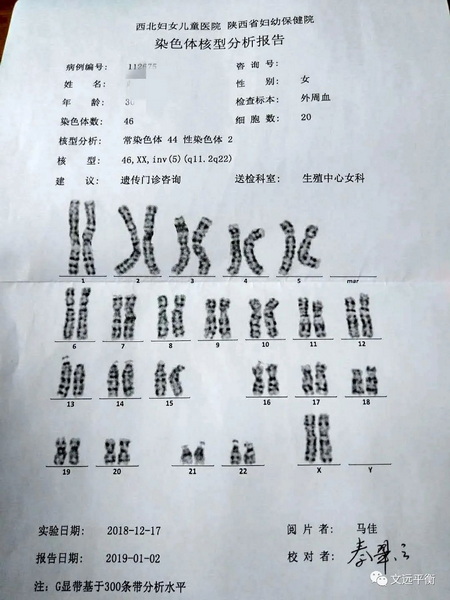 西北妇女儿童医院 陕西省妇幼保健院
染色体核型分析报告
病例编号: 112675 咨询号:
姓名: 性别: 女
年龄: 30 检查标本: 外周血
染色体数: 46 细胞数: 20
核型分析: 常染色体 44 性染色体 2
核型: 46,XX,inv(5)(q11.2q22)
建议: 遗传门诊咨询 送检科室: 生殖中心女科
1 2 3 4 5 mar
6 7 8 9 10 11 12
13 14 15 16 17 18
19 20 21 22 X Y
实验日期: 2018-12-17 阅片者: 马佳
报告日期: 2019-01-02 校对者:
注: G显带基于300条带分析水平
文远平衡